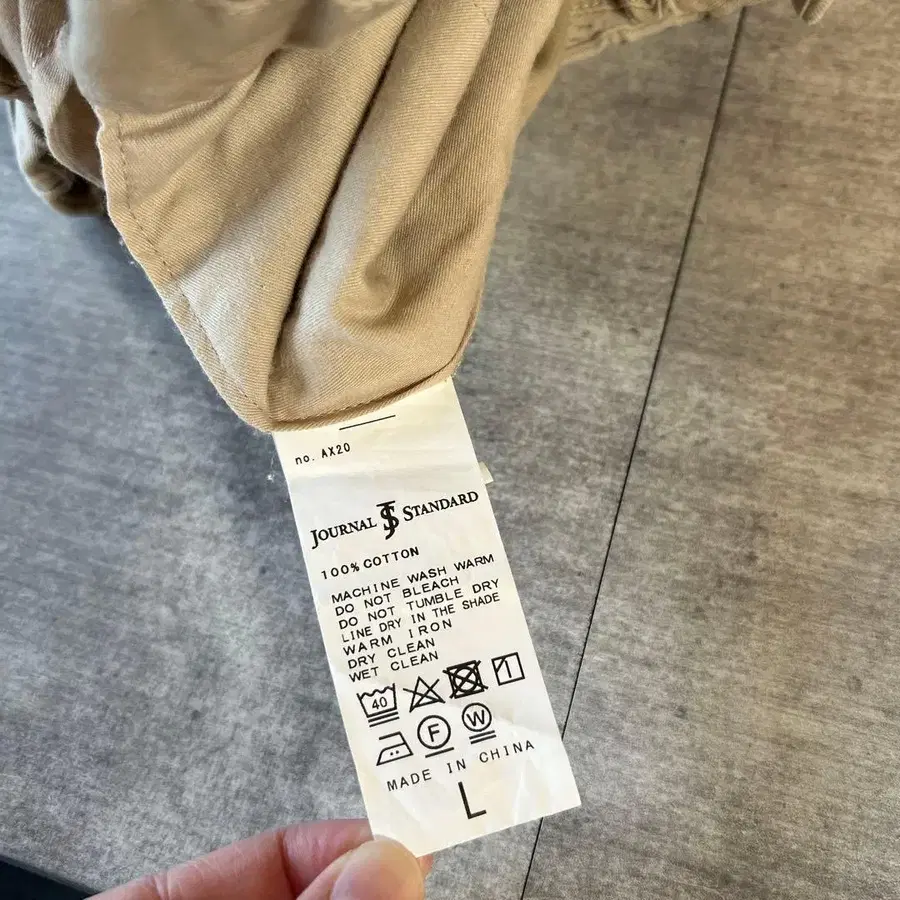 no. AX20
JOURNAL JS STANDARD
100% COTTON
MACHINE WASH WARM
DO NOT BLEACH
DO NOT TUMBLE DRY
LINE DRY IN THE SHADE
WARM IRON
DRY CLEAN
WET CLEAN
40
F W
MADE IN CHINA
L